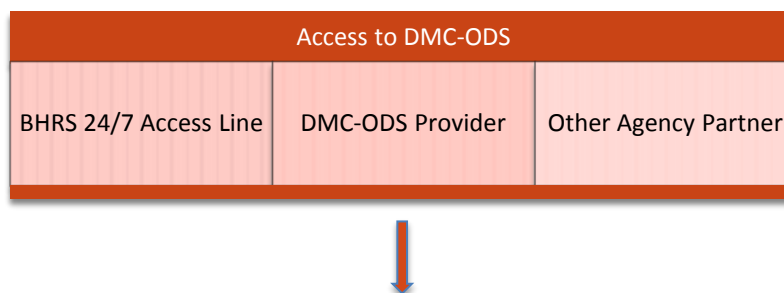 Access to DMC-ODS
BHRS 24/7 Access Line
DMC-ODS Provider
Other Agency Partner